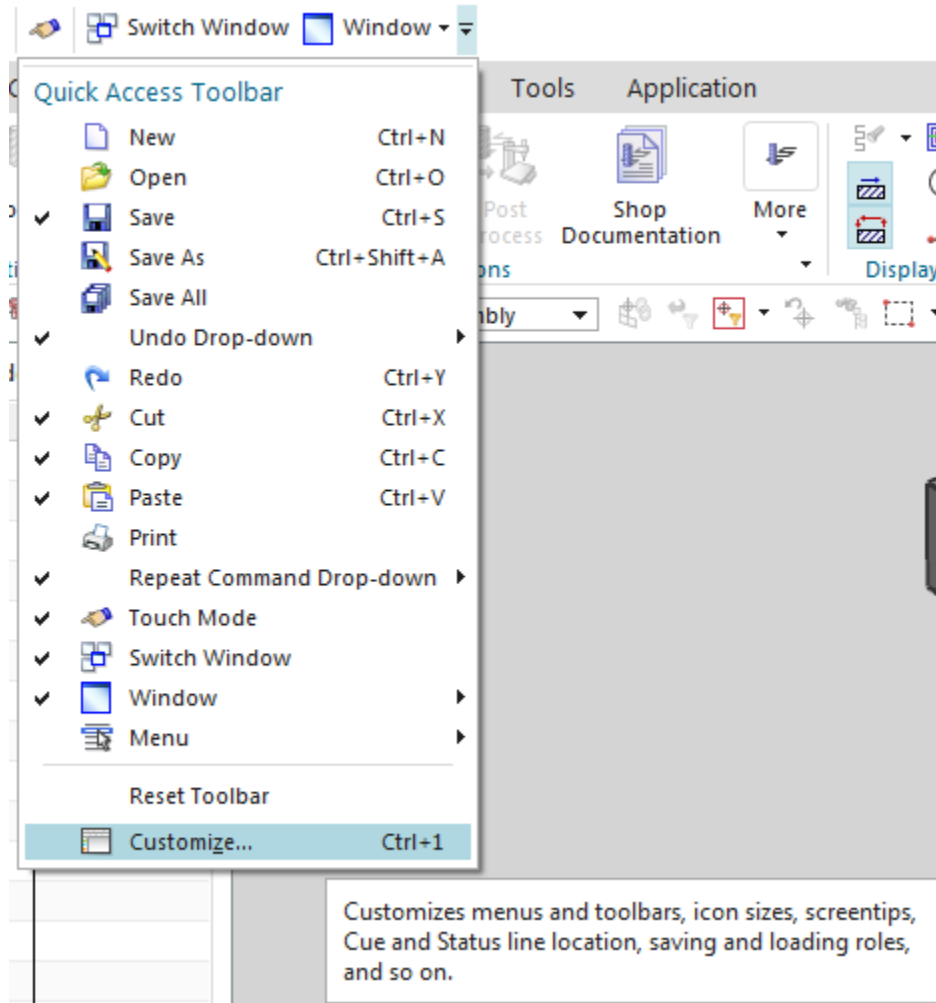 Switch Window Window
Tools Application
Quick Access Toolbar
New Ctrl+N
Open Ctrl+O
Save Ctrl+S
Save As Ctrl+Shift+A
Save All
Undo Drop-down
Redo Ctrl+Y
Cut Ctrl+X
Copy Ctrl+C
Paste Ctrl+V
Print
Repeat Command Drop-down
Touch Mode
Switch Window
Window
Menu
Reset Toolbar
Customize... Ctrl+1
Post
Shop
Documentation
More
Display
Customizes menus and toolbars, icon sizes, screentips,
Cue and Status line location, saving and loading roles,
and so on.